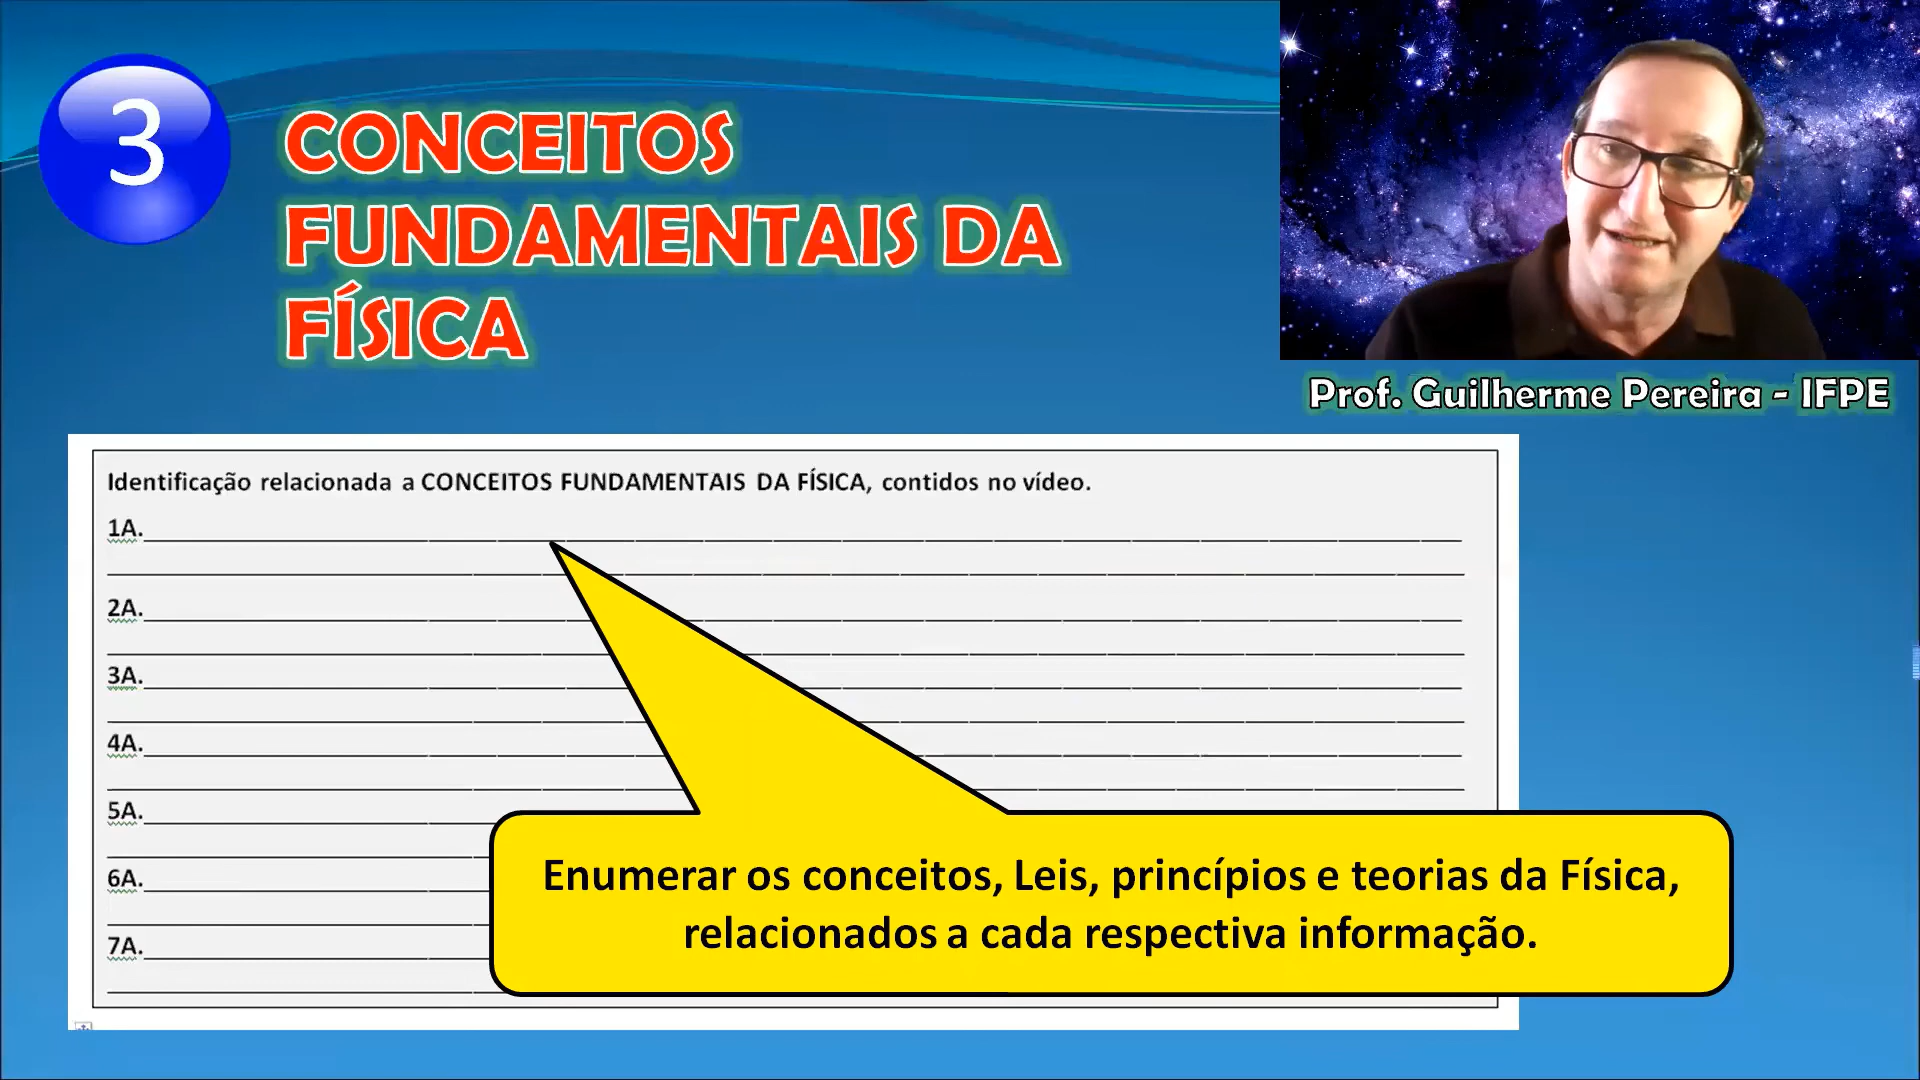 3
CONCEITOS
FUNDAMENTAIS DA
FÍSICA
Prof. Guilherme Pereira - IFPE
Identificação relacionada a CONCEITOS FUNDAMENTAIS DA FÍSICA, contidos no vídeo.
1A.
2A.
3A.
4A.
5A.
6A.
7A.
Enumerar os conceitos, Leis, princípios e teorias da Física,
relacionados a cada respectiva informação.